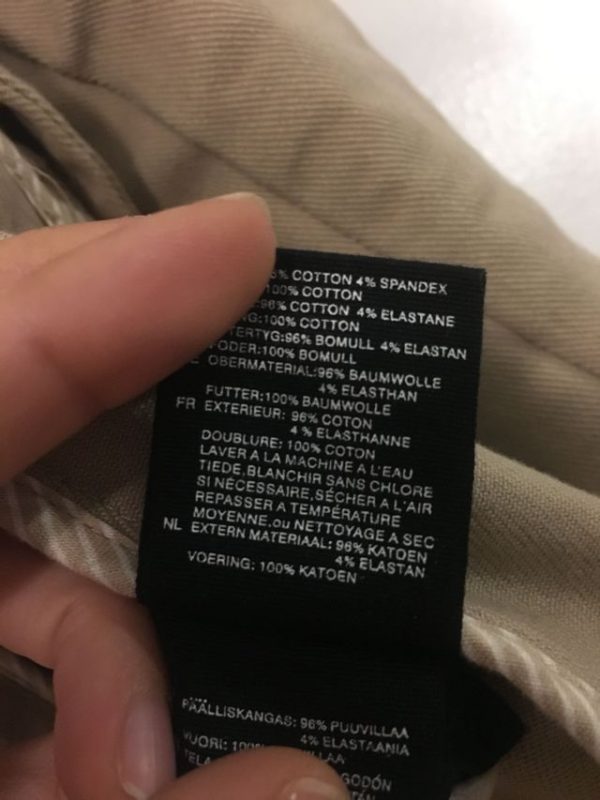 COTTON 4% SPANDEX
100% COTTON
96% COTTON 4% ELASTANE
100% COTTON
96% BOMULL 4% ELASTAN
100% BOMULL
OBERMATERIAL:96% BAUMWOLLE
4% ELASTHAN
FUTTER:100% BAUMWOLLE
FR EXTERIEUR: 96% COTON
4% ELASTHANNE
DOUBLURE: 100% COTON
LAVER A LA MACHINE A L'EAU
TIEDE,BLANCHIR SANS CHLORE
SI NÉCESSAIRE,SÉCHER A L'AIR
REPASSER A TEMPÉRATURE
MOYENNE.ou NETTOYAGE A SEC
NL EXTERN MATERIAAL: 96% KATOEN
4% ELASTAN
VOERING: 100% KATOEN
PÄÄLLISKANGAS: 96% PUUVILLAA
4% ELASTAANIA